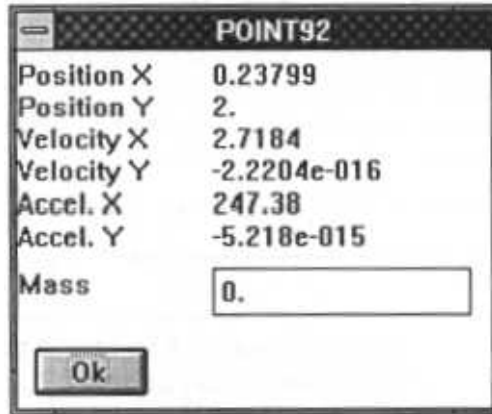 POINT92
Position X 0.23799
Position Y 2.
Velocity X 2.7184
Velocity Y -2.2204e-016
Accel. X 247.38
Accel. Y -5.218e-015
Mass 0.
Ok